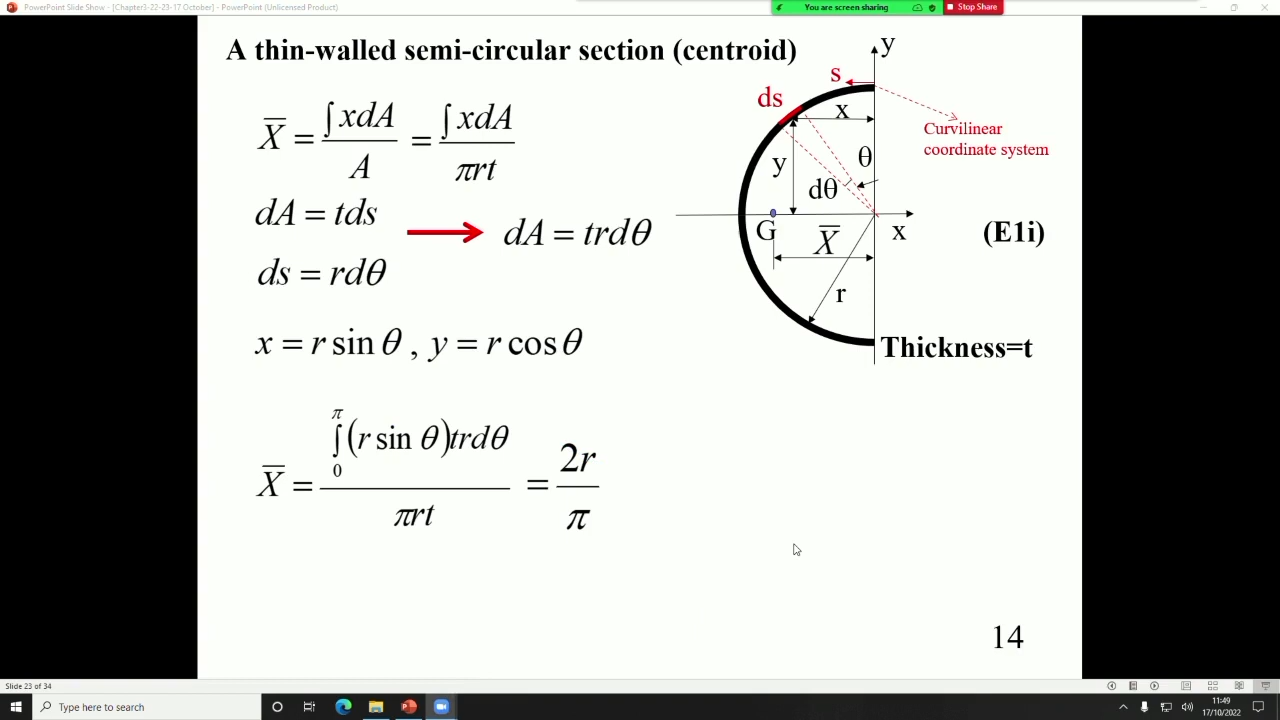 PowerPoint Slide Show - [Chapter3-22-23-17 October] - PowerPoint (Unlicensed Product)
You are screen sharing
Stop Share
A thin-walled semi-circular section (centroid)
X̅ = ∫xdA / A = ∫xdA / πrt
dA = tds
dA = trdθ
ds = rdθ
x = r sin θ , y = r cos θ
X̅ = ∫₀^π (r sin θ)trdθ / πrt = 2r / π
y
s
ds
x
Curvilinear
coordinate system
θ
y
dθ
G
X̅
x
(E1i)
r
Thickness=t
14
Slide 23 of 34
Type here to search
11:49
17/10/2022